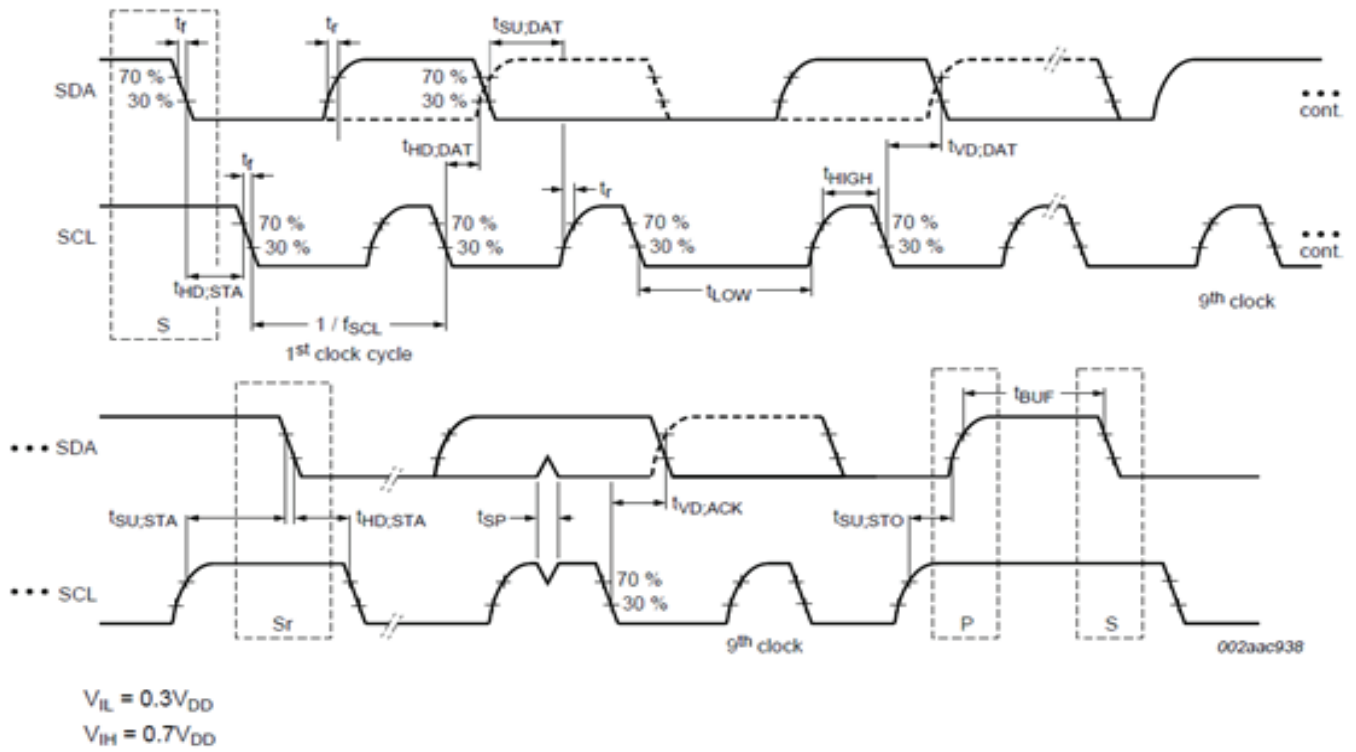 tf tr tSU;DAT
70 % 70 %
SDA
30 % 30 %
cont.
tHD;DAT tVD;DAT
tf tr tHIGH
70 % 70 % 70 % 70 %
SCL
30 % 30 % 30 % 30 %
cont.
tHD;STA tLOW
9th clock
S 1 / fSCL
1st clock cycle
tBUF
SDA
tSU;STA tHD;STA tSP tVD;ACK tSU;STO
70 %
SCL
30 %
Sr 9th clock P S
002aac938
VIL = 0.3VDD
VIH = 0.7VDD